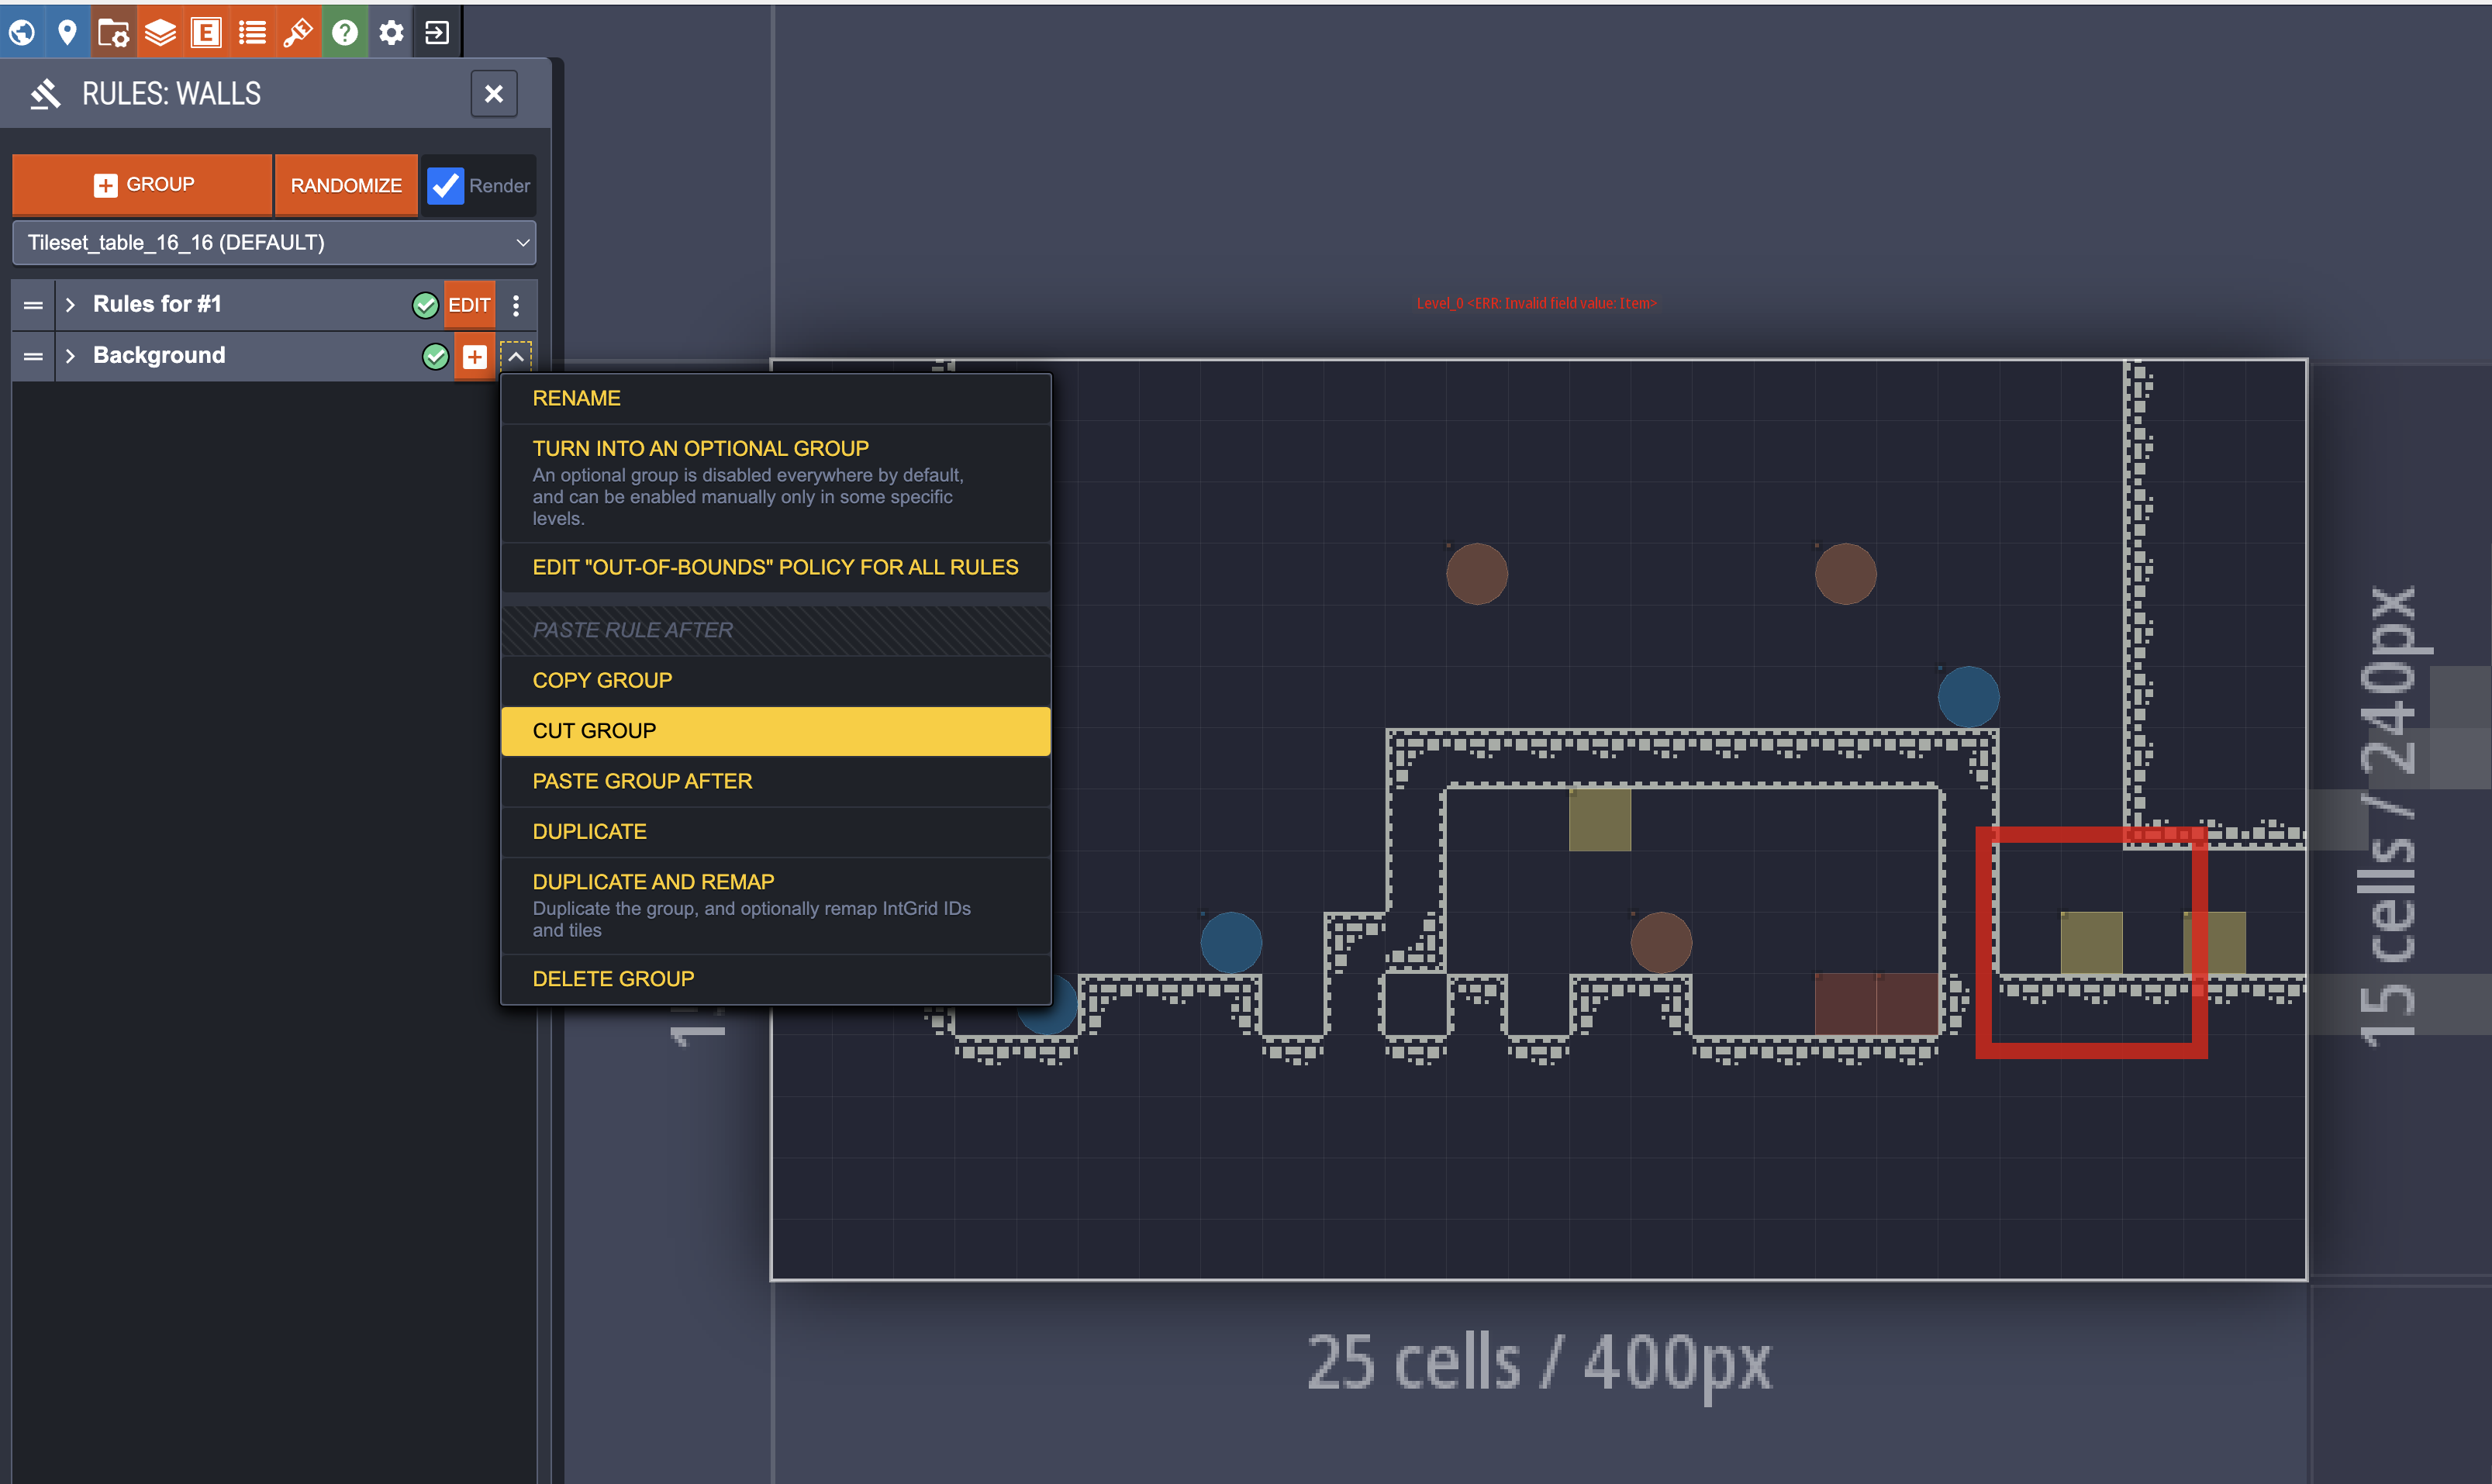 RULES: WALLS
GROUP
RANDOMIZE
Render
Tileset_table_16_16 (DEFAULT)
Rules for #1
EDIT
Background
RENAME
TURN INTO AN OPTIONAL GROUP
An optional group is disabled everywhere by default,
and can be enabled manually only in some specific
levels.
EDIT "OUT-OF-BOUNDS" POLICY FOR ALL RULES
PASTE RULE AFTER
COPY GROUP
CUT GROUP
PASTE GROUP AFTER
DUPLICATE
DUPLICATE AND REMAP
Duplicate the group, and optionally remap IntGrid IDs
and tiles
DELETE GROUP
Level_0 <ERR: Invalid field value: Item>
15 cells / 240px
25 cells / 400px
E